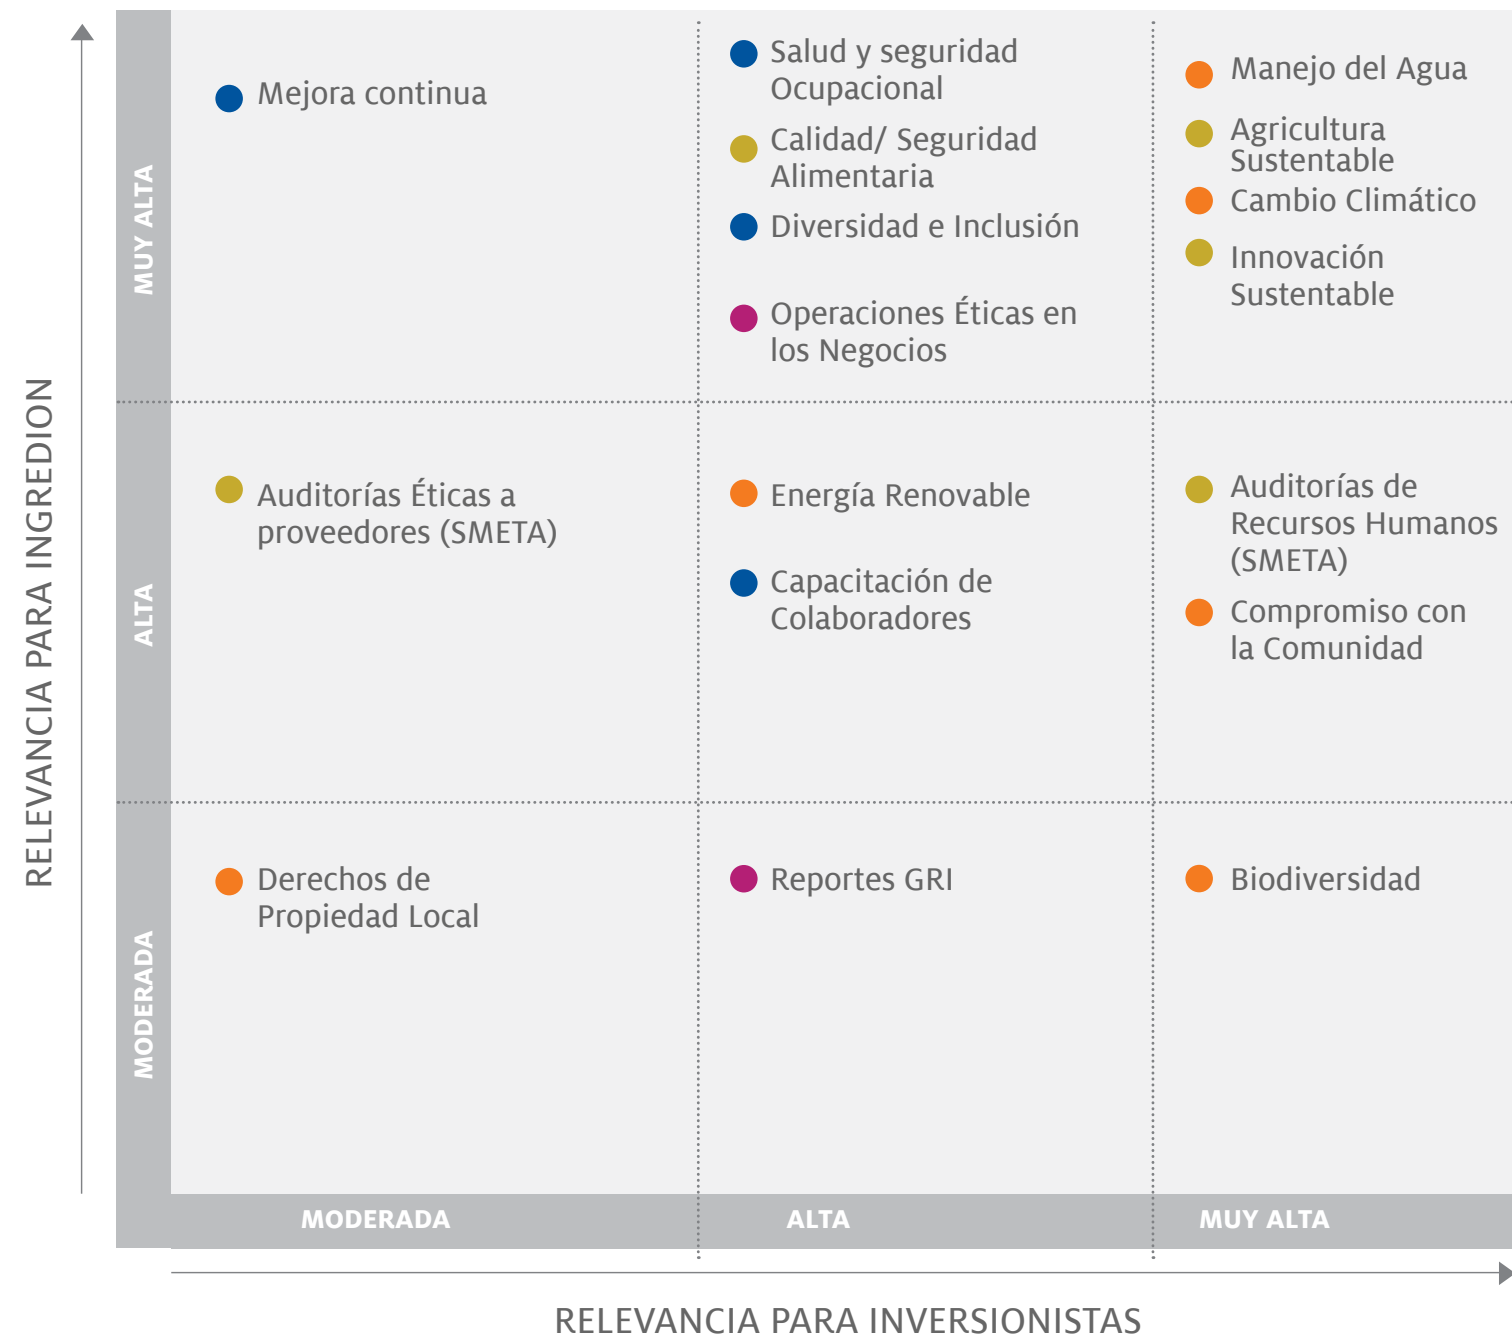 RELEVANCIA PARA INGREDION
MUY ALTA
Mejora continua
Salud y seguridad
Ocupacional
Calidad/ Seguridad
Alimentaria
Diversidad e Inclusión
Operaciones Éticas en
los Negocios
Manejo del Agua
Agricultura
Sustentable
Cambio Climático
Innovación
Sustentable
ALTA
Auditorías Éticas a
proveedores (SMETA)
Energía Renovable
Capacitación de
Colaboradores
Auditorías de
Recursos Humanos
(SMETA)
Compromiso con
la Comunidad
MODERADA
Derechos de
Propiedad Local
Reportes GRI
Biodiversidad
MODERADA
ALTA
MUY ALTA
RELEVANCIA PARA INVERSIONISTAS